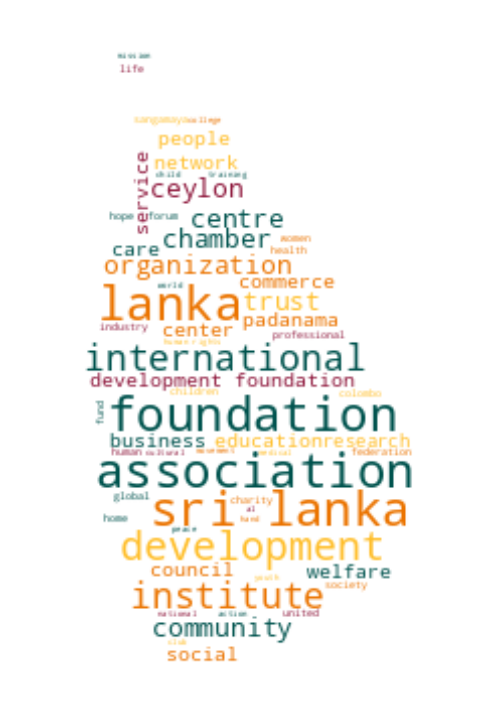 mission
life
sangamaya college
people
service
network
child training
ceylon
hope forum centre
chamber women
care health
organization
world commerce
lanka trust
padanama
industry center professional
human rights
international
development foundation
children colombo
fund foundation
business education research
human cultural movement medical federation
association
global charity
sri lanka
al
home hand
peace
development
council welfare
youth
institute society
national action united
community
club
social